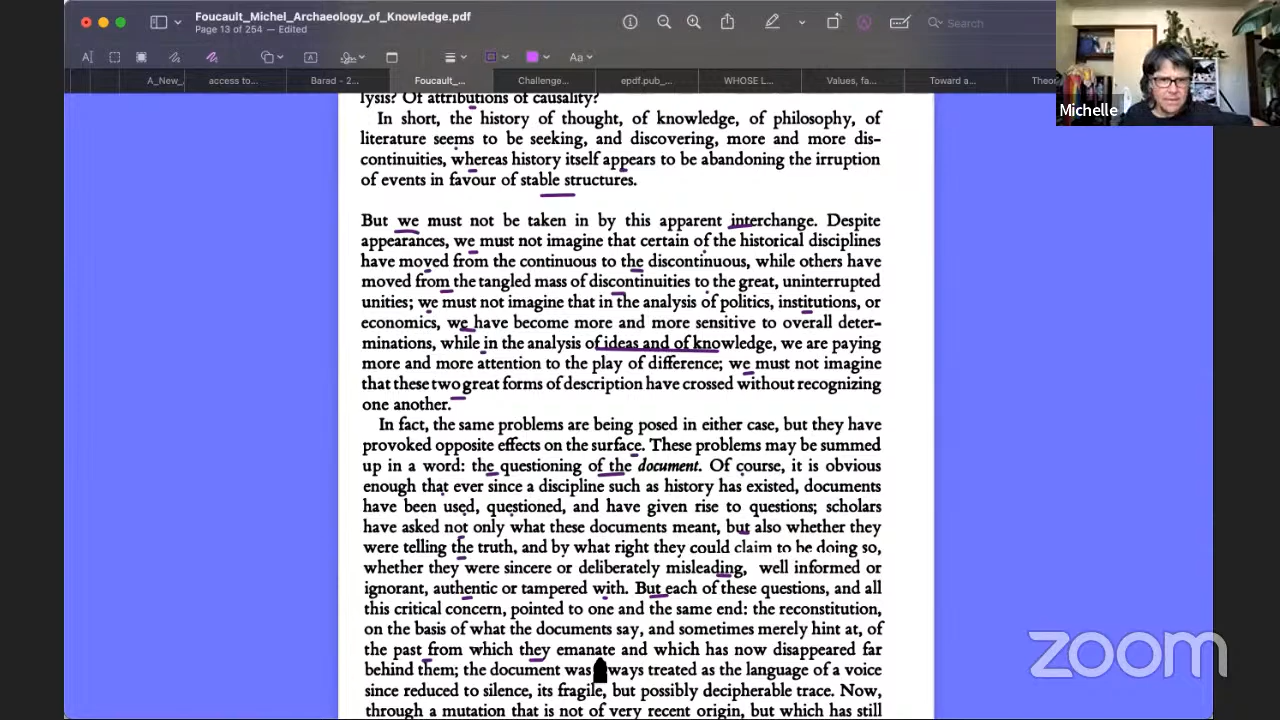 Foucault_Michel_Archaeology_of_Knowledge.pdf
Page 13 of 254 — Edited
Search
Aa
A_New_
access to...
Barad - 2...
Foucault_...
Challenge...
epdf.pub_...
WHOSE L...
Values, fa...
Toward a...
Theor
Michelle
lysis? Of attributions of causality?
In short, the history of thought, of knowledge, of philosophy, of
literature seems to be seeking, and discovering, more and more dis-
continuities, whereas history itself appears to be abandoning the irruption
of events in favour of stable structures.
But we must not be taken in by this apparent interchange. Despite
appearances, we must not imagine that certain of the historical disciplines
have moved from the continuous to the discontinuous, while others have
moved from the tangled mass of discontinuities to the great, uninterrupted
unities; we must not imagine that in the analysis of politics, institutions, or
economics, we have become more and more sensitive to overall deter-
minations, while in the analysis of ideas and of knowledge, we are paying
more and more attention to the play of difference; we must not imagine
that these two great forms of description have crossed without recognizing
one another.
In fact, the same problems are being posed in either case, but they have
provoked opposite effects on the surface. These problems may be summed
up in a word: the questioning of the document. Of course, it is obvious
enough that ever since a discipline such as history has existed, documents
have been used, questioned, and have given rise to questions; scholars
have asked not only what these documents meant, but also whether they
were telling the truth, and by what right they could claim to be doing so,
whether they were sincere or deliberately misleading, well informed or
ignorant, authentic or tampered with. But each of these questions, and all
this critical concern, pointed to one and the same end: the reconstitution,
on the basis of what the documents say, and sometimes merely hint at, of
the past from which they emanate and which has now disappeared far
behind them; the document was ways treated as the language of a voice
since reduced to silence, its fragile, but possibly decipherable trace. Now,
through a mutation that is not of very recent origin, but which has still
zoom